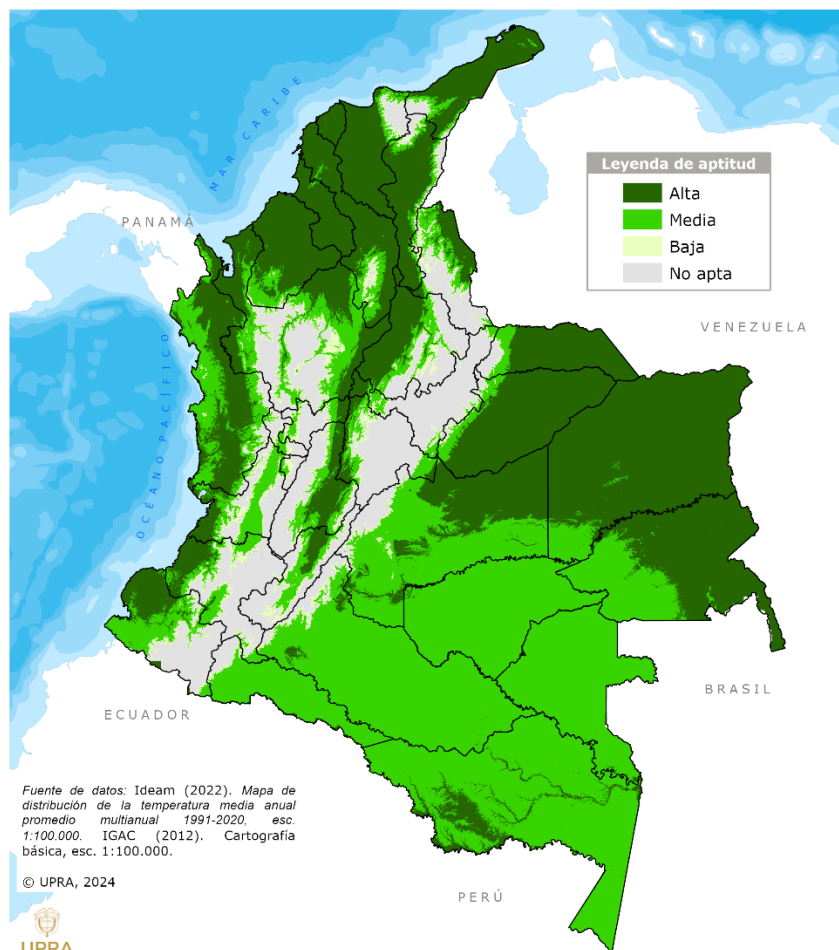 MAR CARIBE
PANAMÁ
Leyenda de aptitud
Alta
Media
Baja
No apta
VENEZUELA
OCÉANO PACÍFICO
BRASIL
ECUADOR
Fuente de datos: Ideam (2022). Mapa de
distribución de la temperatura media anual
promedio multianual 1991-2020, esc.
1:100.000. IGAC (2012). Cartografía
básica, esc. 1:100.000.
© UPRA, 2024
PERÚ
UPRA